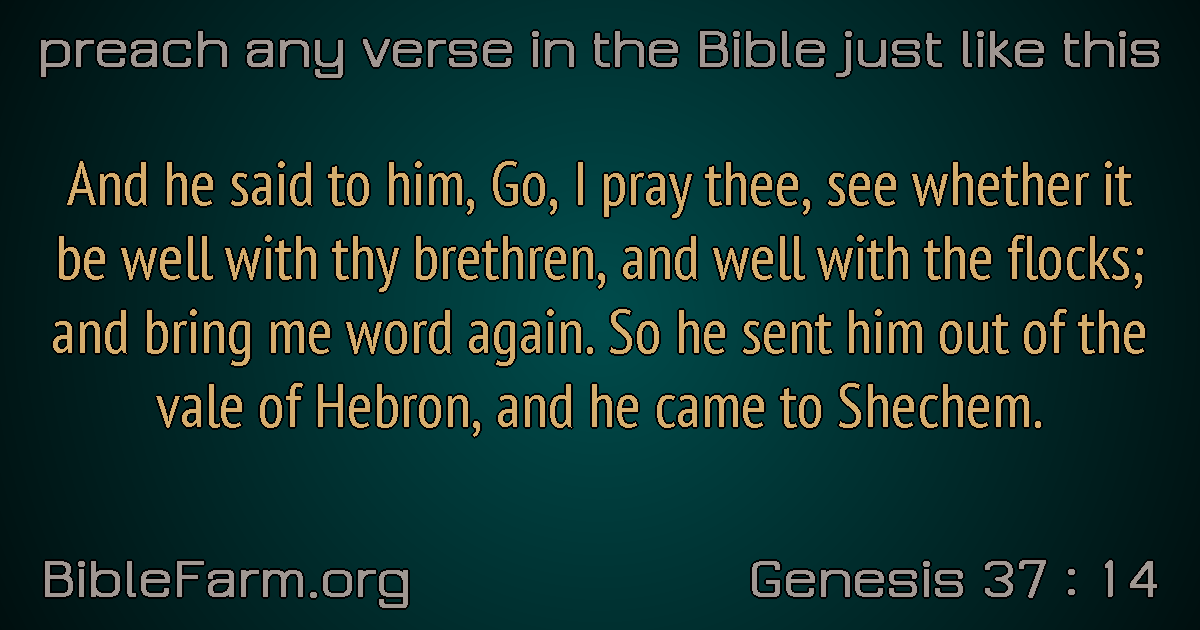 preach any verse in the Bible just like this
And he said to him, Go, I pray thee, see whether it
be well with thy brethren, and well with the flocks;
and bring me word again. So he sent him out of the
vale of Hebron, and he came to Shechem.
BibleFarm.org
Genesis 37 : 14